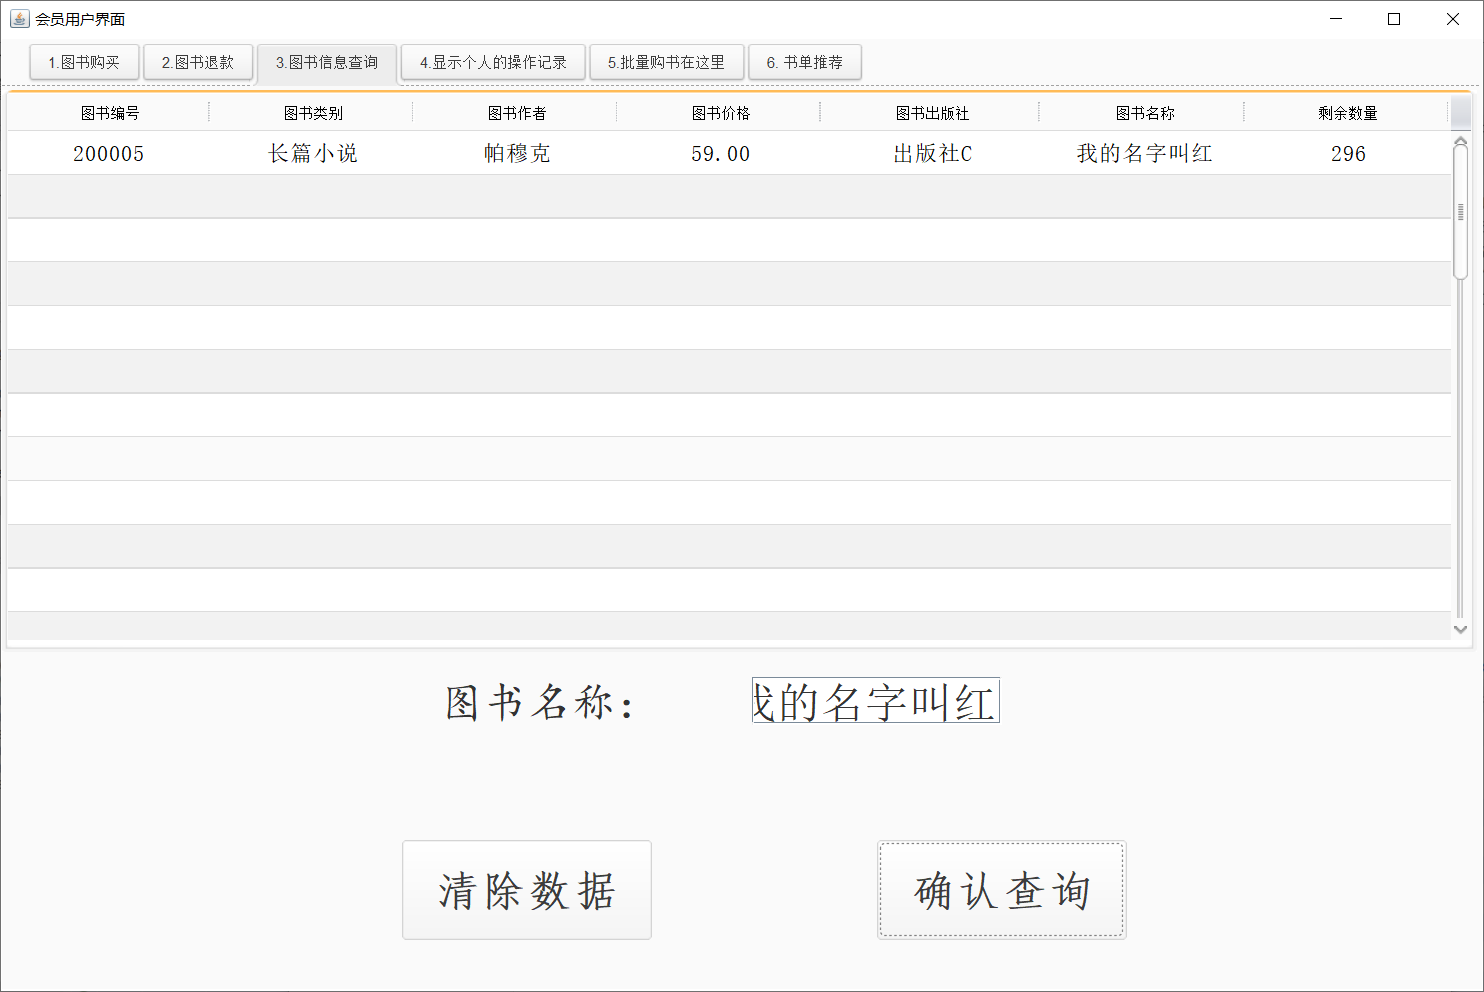 会员用户界面
1.图书购买 2.图书退款 3.图书信息查询 4.显示个人的操作记录 5.批量购书在这里 6. 书单推荐
图书编号 图书类别 图书作者 图书价格 图书出版社 图书名称 剩余数量
200005 长篇小说 帕穆克 59.00 出版社C 我的名字叫红 296
图书名称: 我的名字叫红
清除数据 确认查询